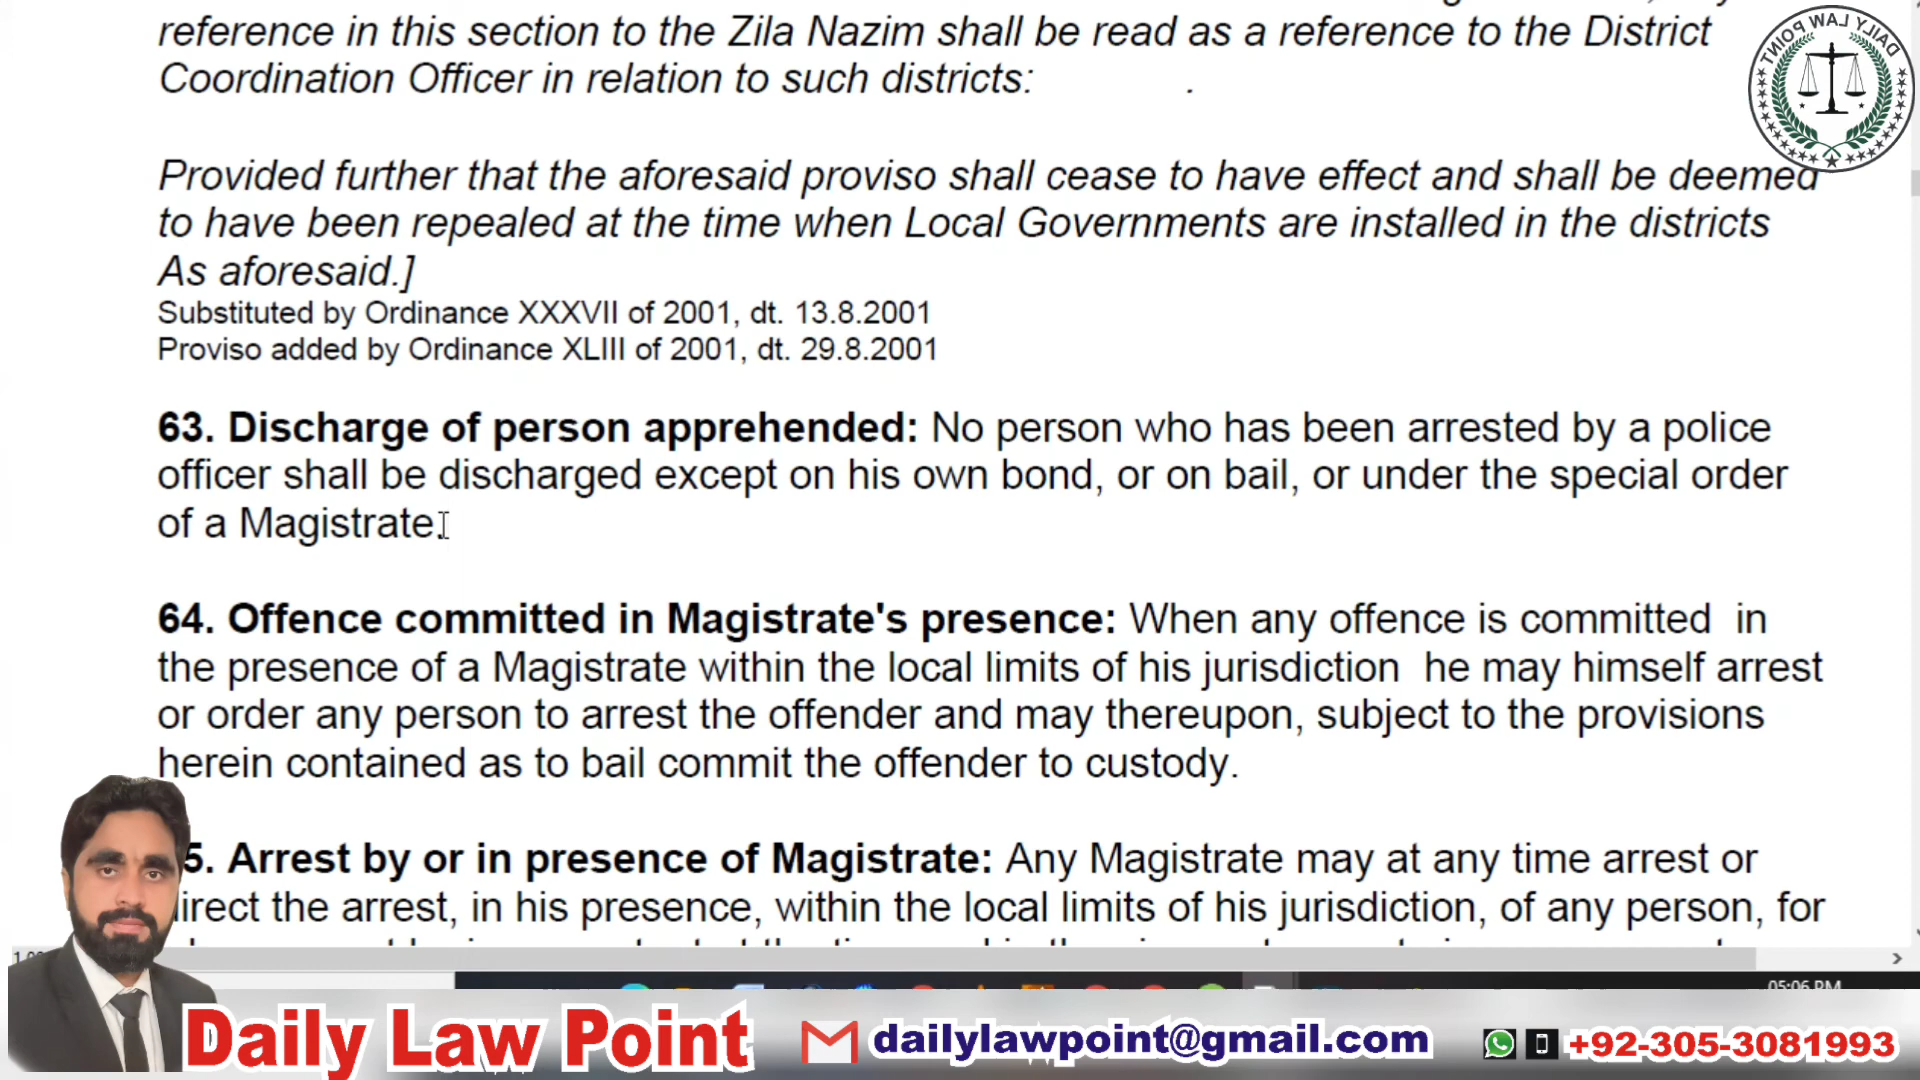 reference in this section to the Zila Nazim shall be read as a reference to the District
Coordination Officer in relation to such districts:
Provided further that the aforesaid proviso shall cease to have effect and shall be deemed
to have been repealed at the time when Local Governments are installed in the districts
As aforesaid.]
Substituted by Ordinance XXXVII of 2001, dt. 13.8.2001
Proviso added by Ordinance XLIII of 2001, dt. 29.8.2001
63. Discharge of person apprehended: No person who has been arrested by a police
officer shall be discharged except on his own bond, or on bail, or under the special order
of a Magistrate.
64. Offence committed in Magistrate's presence: When any offence is committed in
the presence of a Magistrate within the local limits of his jurisdiction he may himself arrest
or order any person to arrest the offender and may thereupon, subject to the provisions
herein contained as to bail commit the offender to custody.
5. Arrest by or in presence of Magistrate: Any Magistrate may at any time arrest or
direct the arrest, in his presence, within the local limits of his jurisdiction, of any person, for
05:06 PM
DAILY LAW POINT
Daily Law Point
dailylawpoint@gmail.com
+92-305-3081993